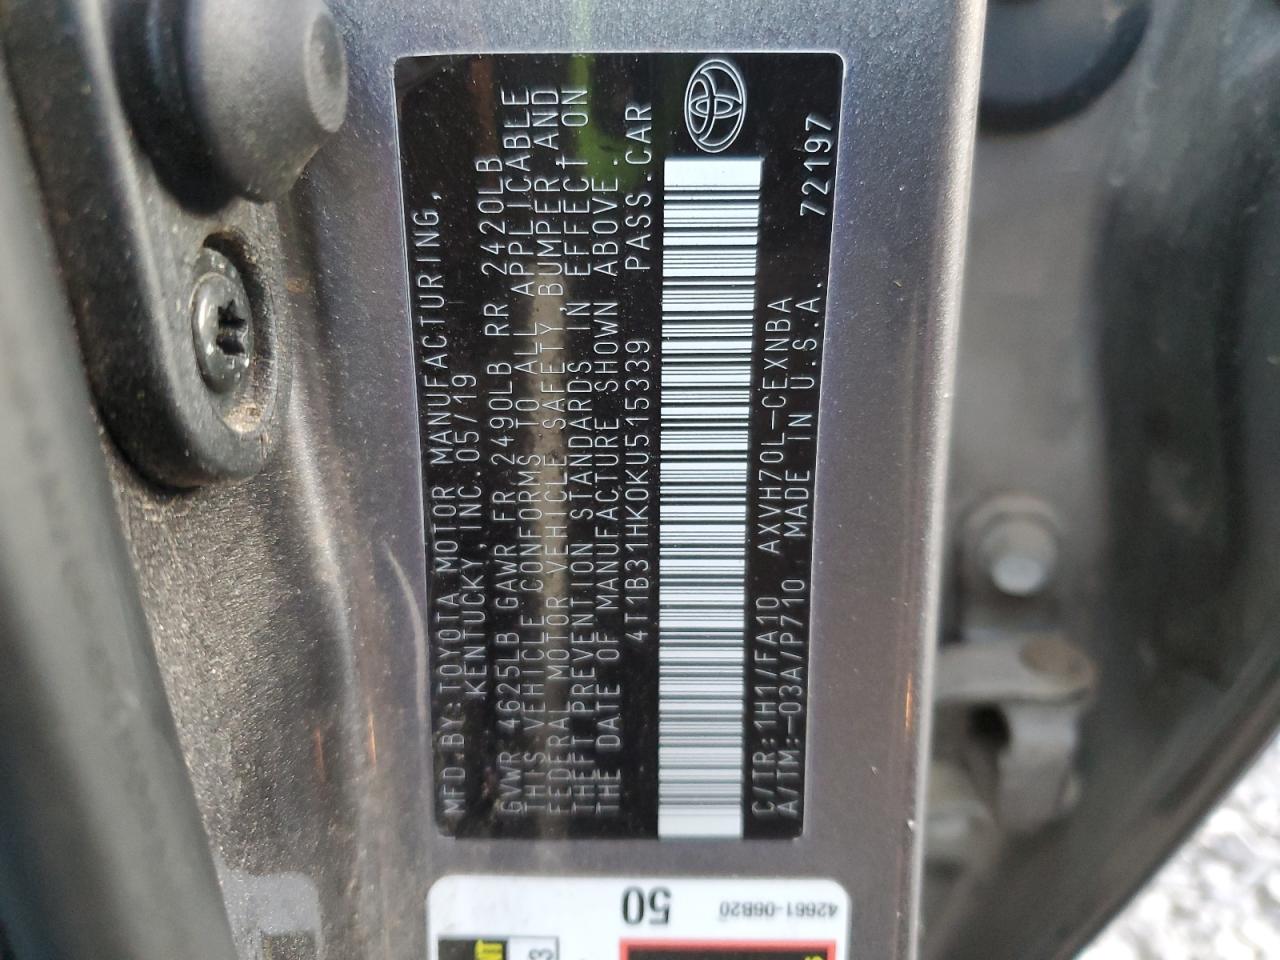 MFD.BY:TOYOTA MOTOR MANUFACTURING,
KENTUCKY,INC.05/19
GVWR 4625LB GAWR FR 2490LB RR 2420LB
THIS VEHICLE CONFORMS TO ALL APPLICABLE
FEDERAL MOTOR VEHICLE SAFETY,BUMPER,AND
THEFT PREVENTION STANDARDS IN EFFECT ON
THE DATE OF MANUFACTURE SHOWN ABOVE.
4T1B31HK0KU515339 PASS.CAR
C/TR:1H1/FA10 AXVH70L-CEXNBA
A/TM:-03A/P710 MADE IN U.S.A.
72197
50
42661-06B20